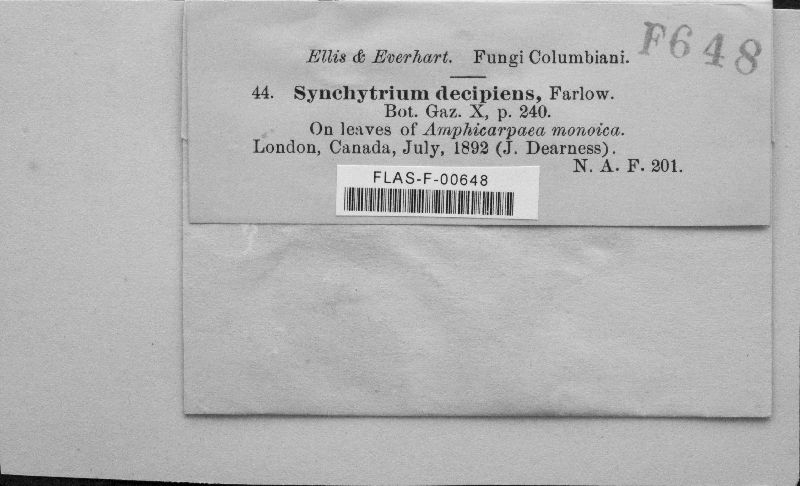 Ellis & Everhart. Fungi Columbiani.
F648
44. Synchytrium decipiens, Farlow.
Bot. Gaz. X, p. 240.
On leaves of Amphicarpaea monoica.
London, Canada, July, 1892 (J. Dearness).
N. A. F. 201.
FLAS-F-00648